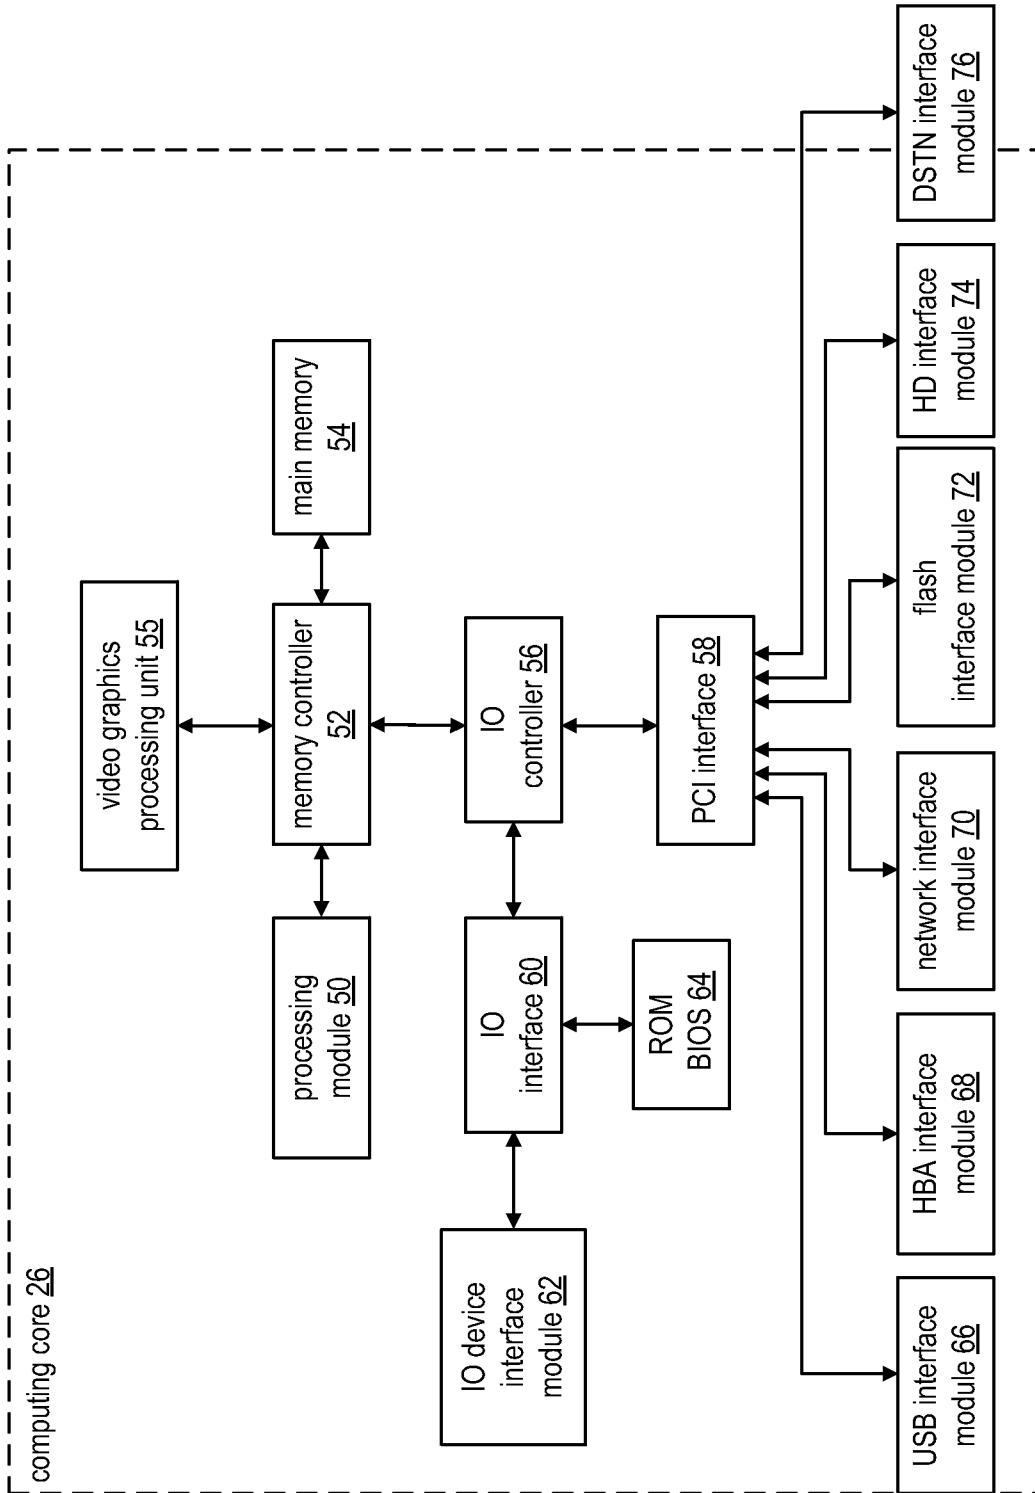 computing core 26
video graphics
processing unit 55
processing
module 50
memory controller
52
main memory
54
IO device
interface
module 62
IO
interface 60
IO
controller 56
ROM
BIOS 64
PCI interface 58
USB interface
module 66
HBA interface
module 68
network interface
module 70
flash
interface module 72
HD interface
module 74
DSTN interface
module 76